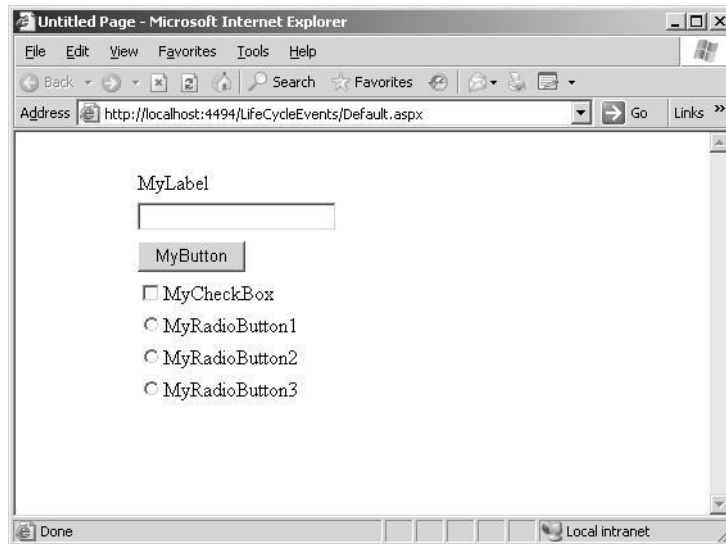 Untitled Page - Microsoft Internet Explorer
File Edit View Favorites Tools Help
Back Search Favorites
Address http://localhost:4494/LifeCycleEvents/Default.aspx Go Links »
MyLabel
MyButton
MyCheckBox
MyRadioButton1
MyRadioButton2
MyRadioButton3
Done Local intranet